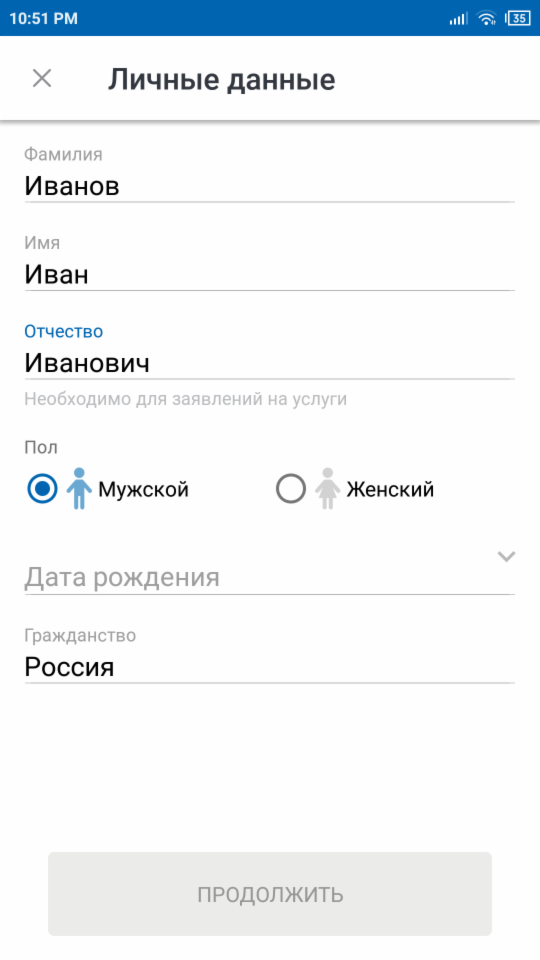 10:51 PM 35
Личные данные
Фамилия
Иванов
Имя
Иван
Отчество
Иванович
Необходимо для заявлений на услуги
Пол
Мужской Женский
Дата рождения
Гражданство
Россия
ПРОДОЛЖИТЬ